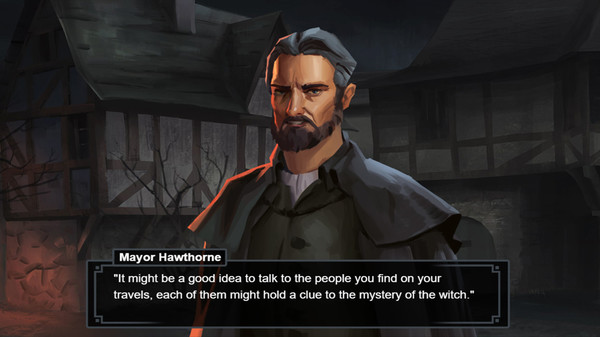 Mayor Hawthorne
"It might be a good idea to talk to the people you find on your
travels, each of them might hold a clue to the mystery of the witch."